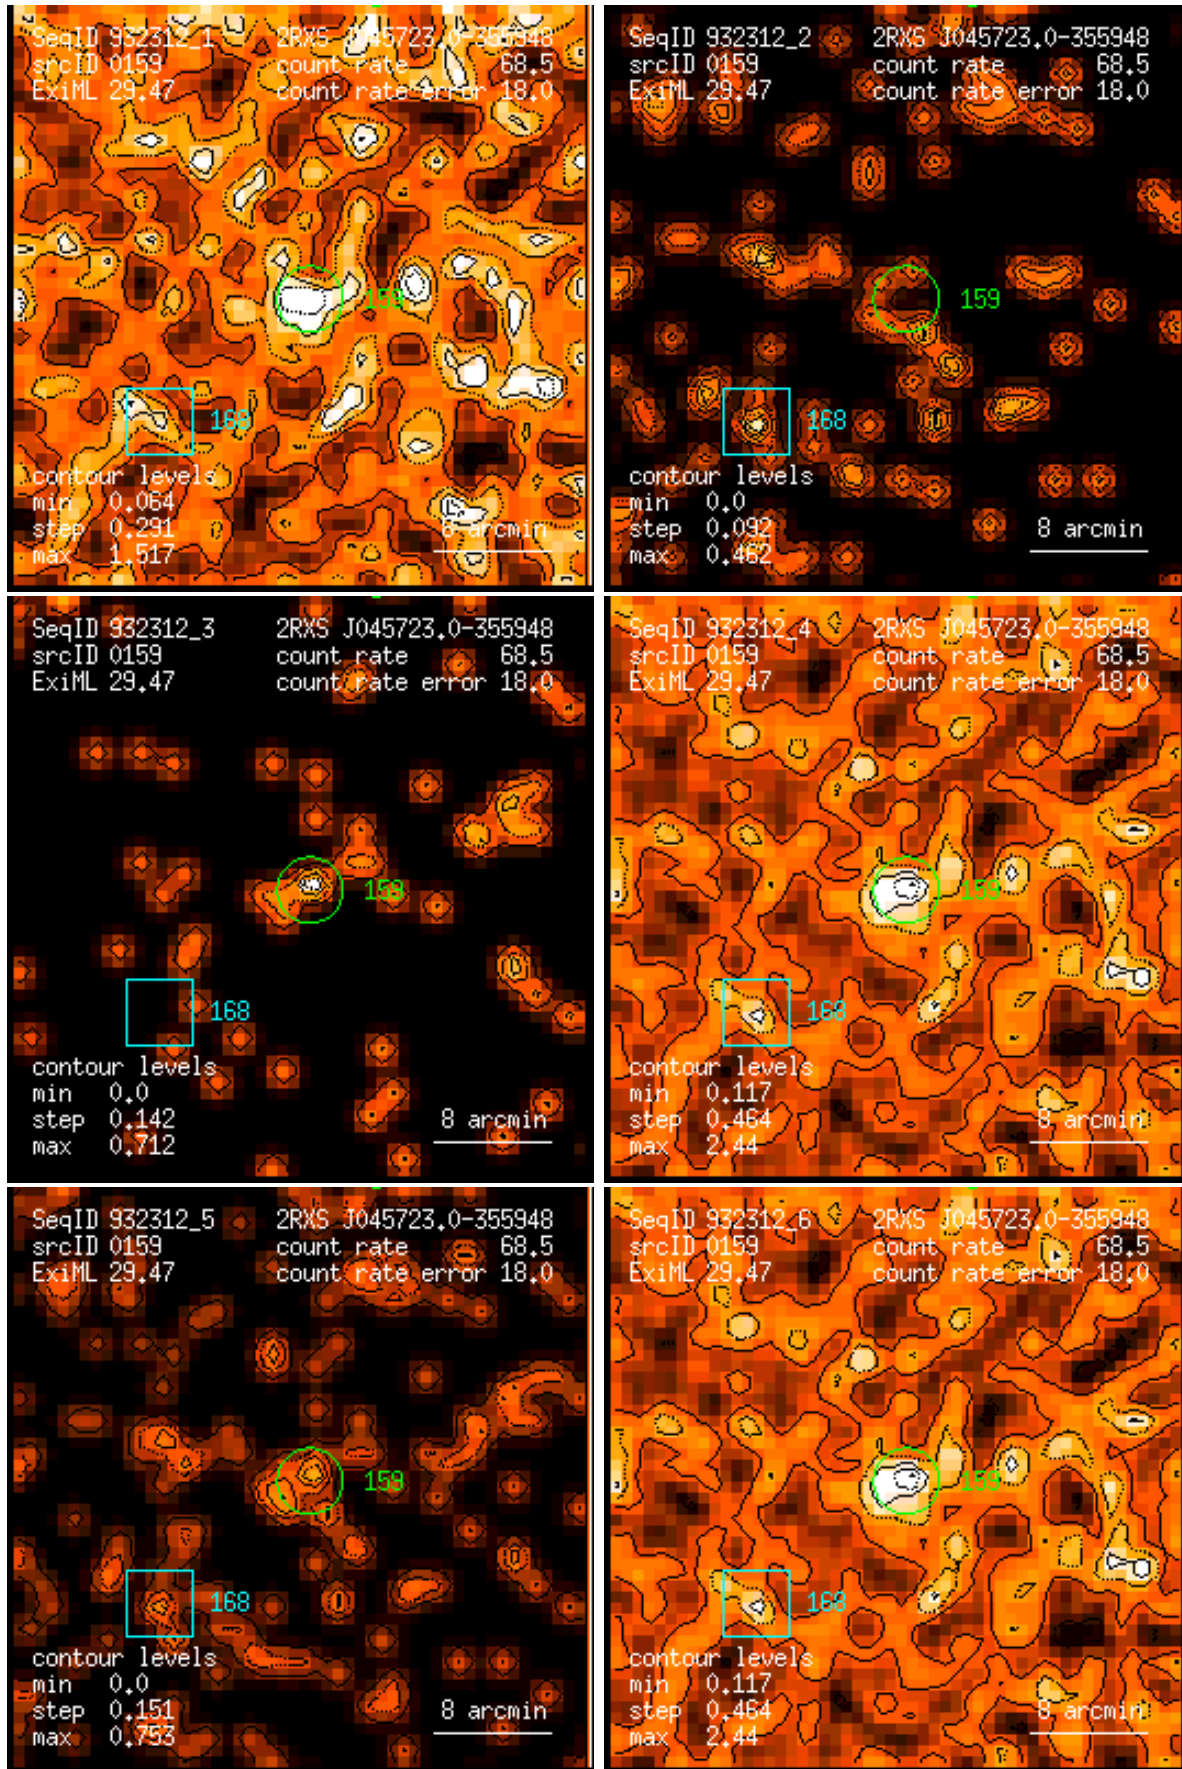 SeqID 932312_1 2RXS J045723.0-355948
srcID 0159 count rate 68.5
ExiML 29.47 count rate error 18.0
159
168
contour levels
min 0.064
step 0.291
max 1.517
8 arcmin
SeqID 932312_2 2RXS J045723.0-355948
srcID 0159 count rate 68.5
ExiML 29.47 count rate error 18.0
159
168
contour levels
min 0.0
step 0.092
max 0.462
8 arcmin
SeqID 932312_3 2RXS J045723.0-355948
srcID 0159 count rate 68.5
ExiML 29.47 count rate error 18.0
159
168
contour levels
min 0.0
step 0.142
max 0.712
8 arcmin
SeqID 932312_4 2RXS J045723.0-355948
srcID 0159 count rate 68.5
ExiML 29.47 count rate error 18.0
159
168
contour levels
min 0.117
step 0.464
max 2.44
8 arcmin
SeqID 932312_5 2RXS J045723.0-355948
srcID 0159 count rate 68.5
ExiML 29.47 count rate error 18.0
159
168
contour levels
min 0.0
step 0.151
max 0.753
8 arcmin
SeqID 932312_6 2RXS J045723.0-355948
srcID 0159 count rate 68.5
ExiML 29.47 count rate error 18.0
159
168
contour levels
min 0.117
step 0.464
max 2.44
8 arcmin